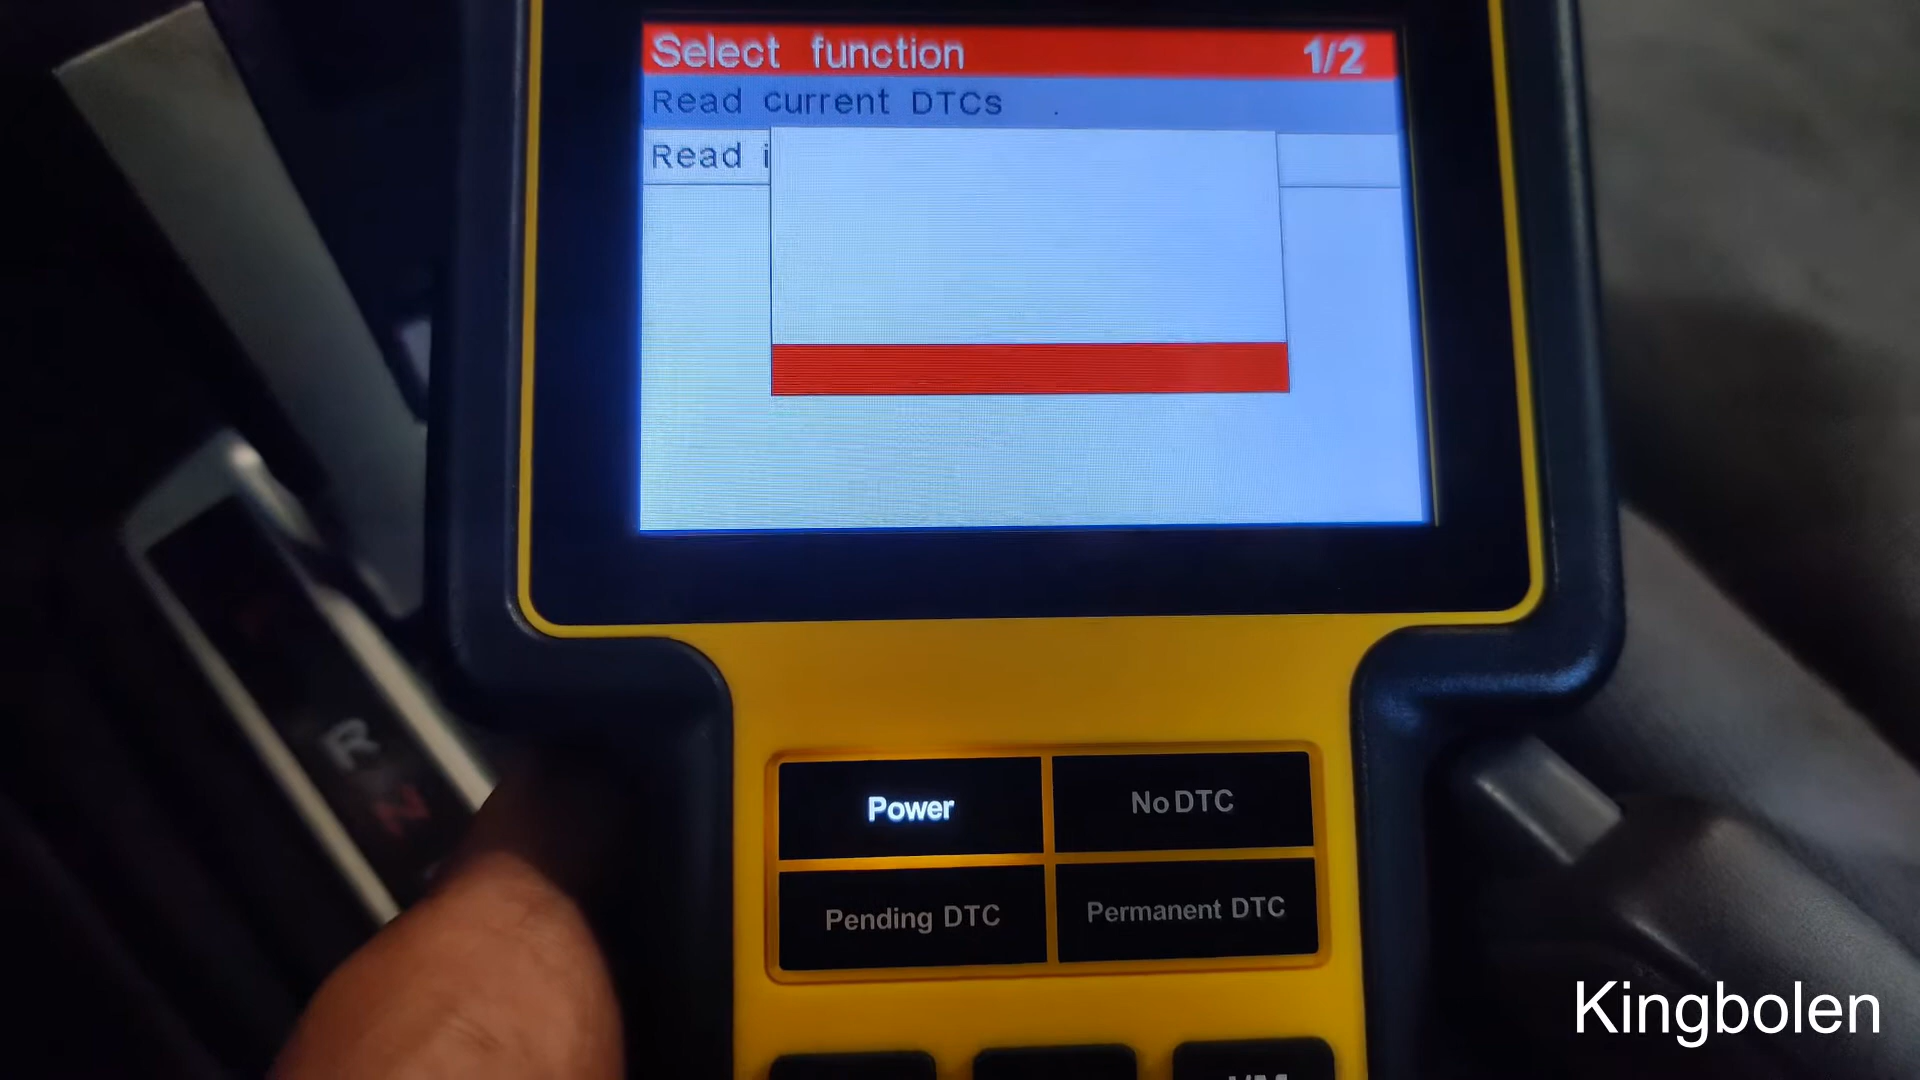 Select function 1/2
Read current DTCs
Read i
Power
No DTC
Pending DTC
Permanent DTC
R
N
I/M
Kingbolen